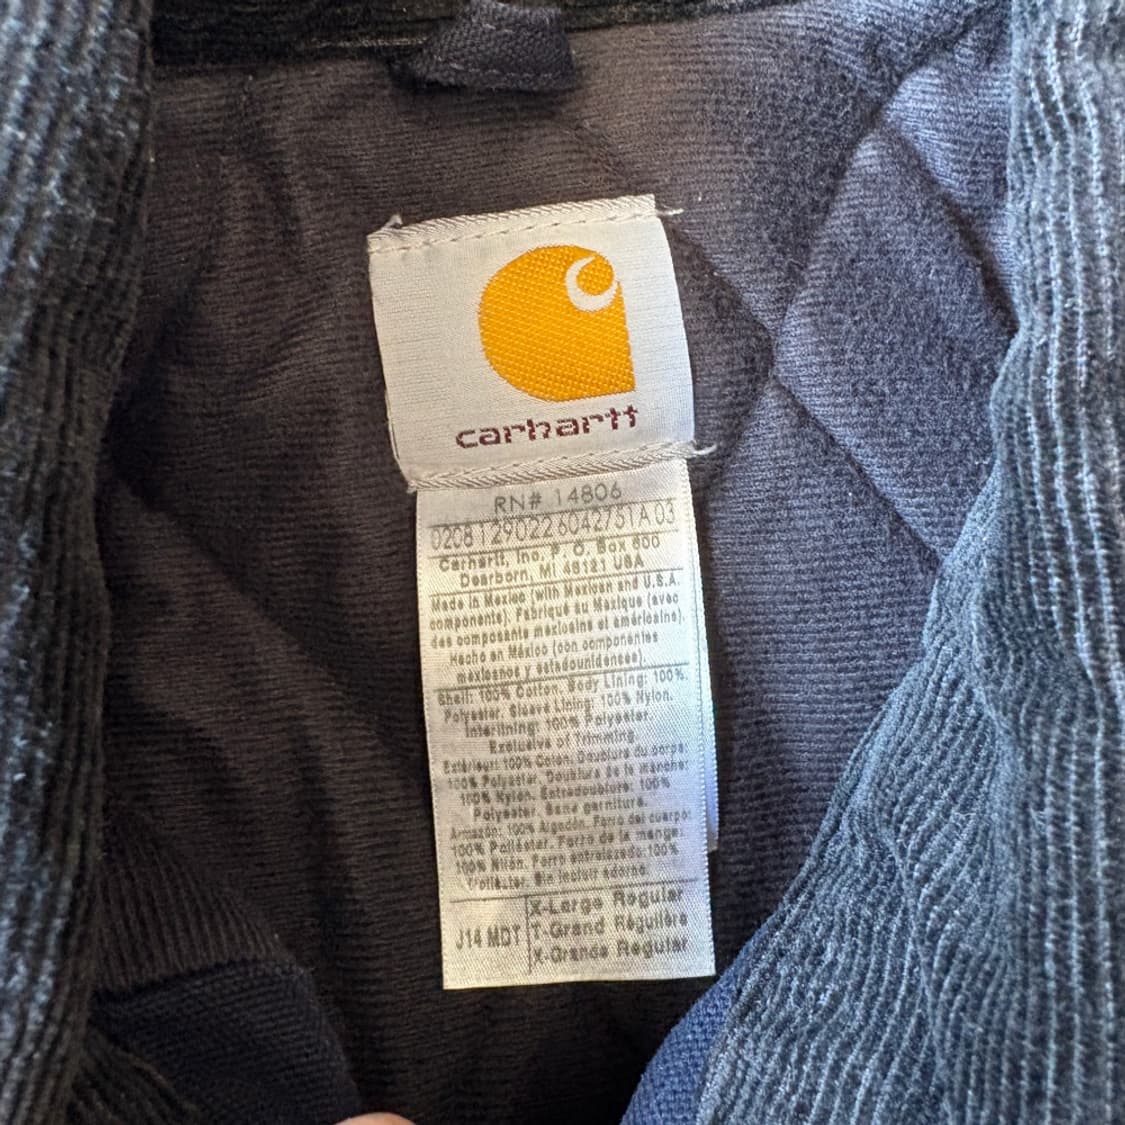 carhartt
RN# 14806
0208129022 6042751A 03
Carhartt, Inc. P. O. Box 600
Dearborn, MI 48121 USA
Made in Mexico (with Mexican and U.S.A.
components). Fabriqué au Mexique (avec
des composants mexicains et américains).
Hecho en México (con componentes
mexicanos y estadounidenses).
Shell: 100% Cotton. Body Lining: 100%
Polyester. Sleeve Lining: 100% Nylon.
Interlining: 100% Polyester.
Exclusive of Trimming
Extérieur: 100% Coton. Doublure du corps:
100% Polyester. Doublure de la manche:
100% Nylon. Entredoublure: 100%
Polyester. Sans garniture.
Armazón: 100% Algodón. Forro del cuerpo:
100% Poliéster. Forro de la manga:
100% Nilón. Forro entrelazado: 100%
Poliéster. Sin incluir adorno.
J14 MDT
X-Large Regular
T-Grand Régulière
X-Grande Regular